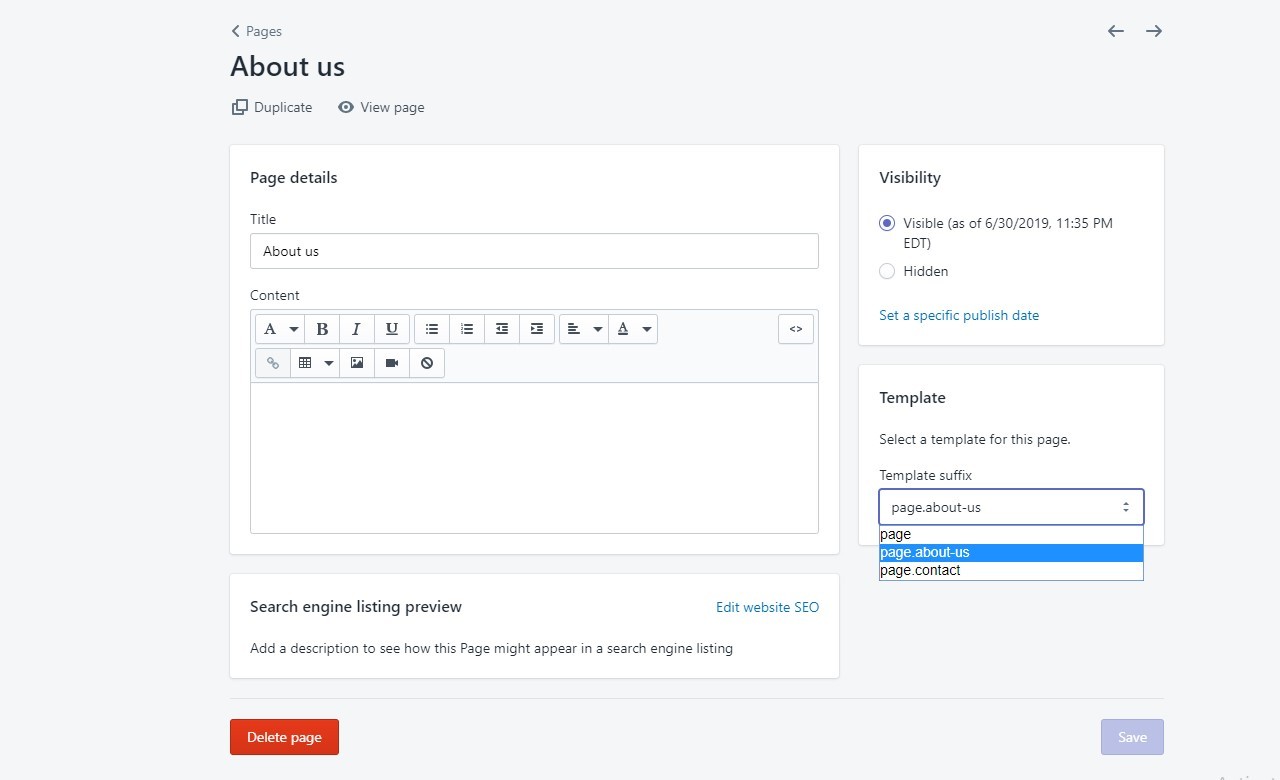 Pages
About us
Duplicate View page
Page details
Title
About us
Content
A B I U A <>
Search engine listing preview
Edit website SEO
Add a description to see how this Page might appear in a search engine listing
Delete page
Visibility
Visible (as of 6/30/2019, 11:35 PM
EDT)
Hidden
Set a specific publish date
Template
Select a template for this page.
Template suffix
page.about-us
page
page.about-us
page.contact
Save